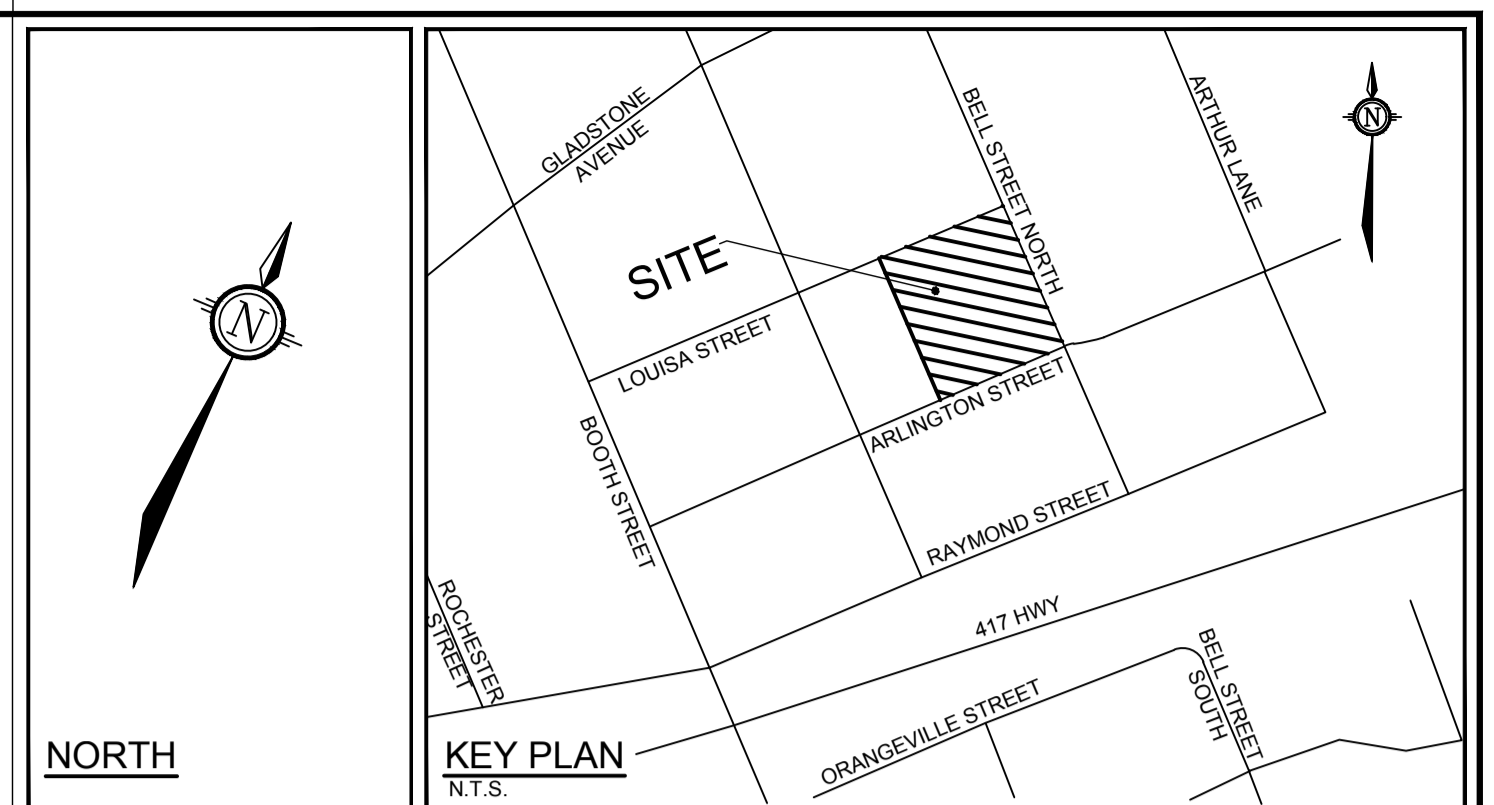 N
NORTH
GLADSTONE
AVENUE
BELL STREET NORTH
ARTHUR LANE
N
SITE
LOUISA STREET
ARLINGTON STREET
BOOTH STREET
RAYMOND STREET
ROCHESTER
STREET
417 HWY
BELL STREET
SOUTH
ORANGEVILLE STREET
KEY PLAN
N.T.S.